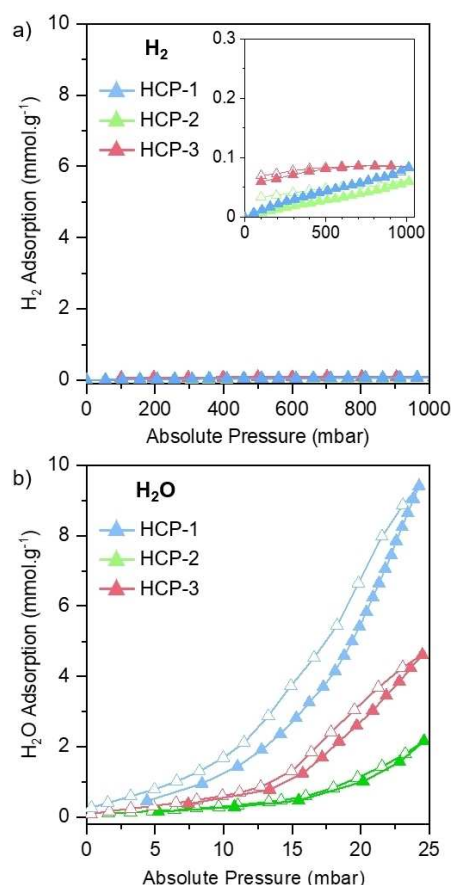 a)
H₂
HCP-1
HCP-2
HCP-3
0.3
0.2
0.1
0
0 500 1000
10
8
6
4
2
0
H₂ Adsorption (mmol.g⁻¹)
0 200 400 600 800 1000
Absolute Pressure (mbar)
b)
H₂O
HCP-1
HCP-2
HCP-3
10
8
6
4
2
0
H₂O Adsorption (mmol.g⁻¹)
0 5 10 15 20 25
Absolute Pressure (mbar)